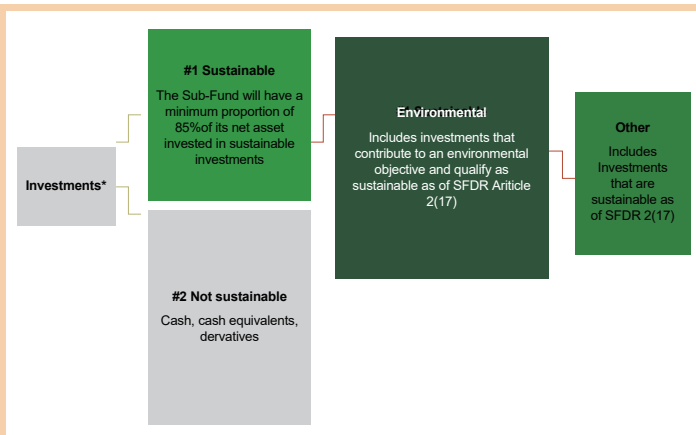 #1 Sustainable
The Sub-Fund will have a
minimum proportion of
85%of its net asset
invested in sustainable
investments
Investments*
#2 Not sustainable
Cash, cash equivalents,
dervatives
Environmental
Includes investments that
contribute to an environmental
objective and qualify as
sustainable as of SFDR Ariticle
2(17)
Other
Includes
Investments
that are
sustainable as
of SFDR 2(17)